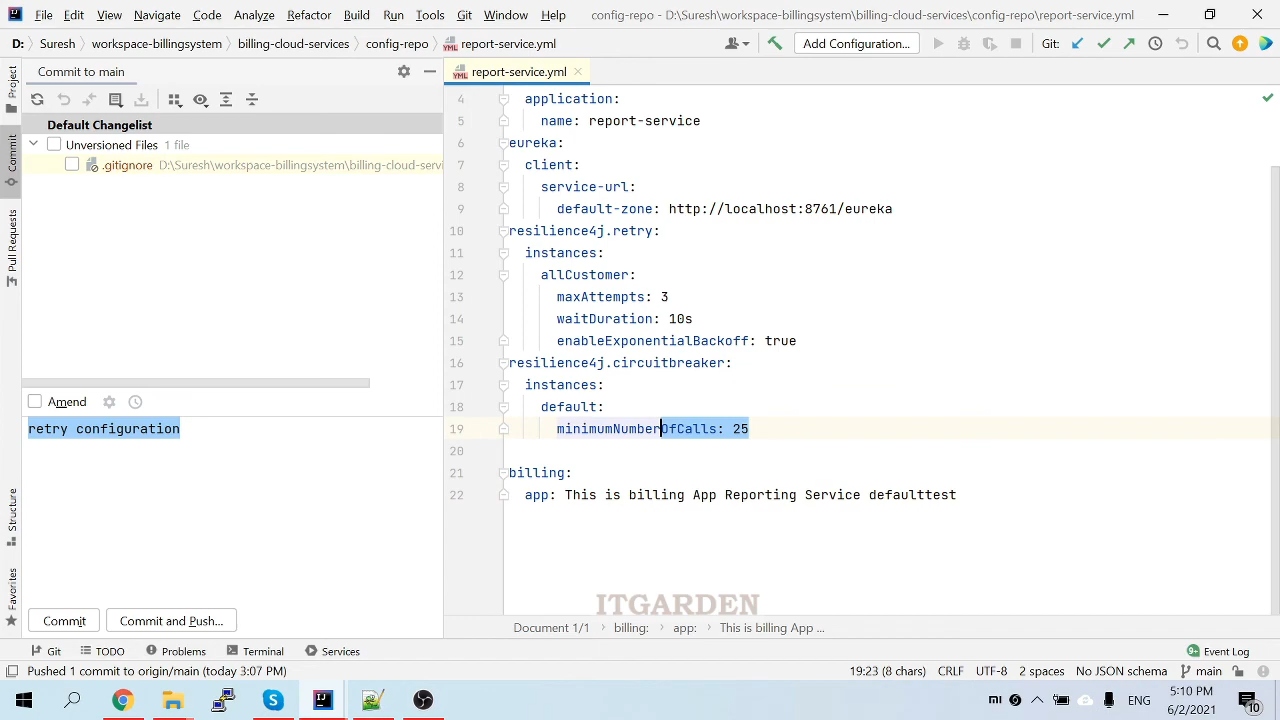 File Edit View Navigate Code Analyze Refactor Build Run Tools Git Window Help config-repo - D:\Suresh\workspace-billingsystem\billing-cloud-services\config-repo\report-service.yml
D: Suresh workspace-billingsystem billing-cloud-services config-repo report-service.yml Add Configuration... Git:
Commit to main
report-service.yml
Project
Commit
Pull Requests
Structure
Favorites
Default Changelist
Unversioned Files 1 file
.gitignore D:\Suresh\workspace-billingsystem\billing-cloud-servi
Amend
retry configuration
Commit
Commit and Push...
4 application:
5 name: report-service
6 eureka:
7 client:
8 service-url:
9 default-zone: http://localhost:8761/eureka
10 resilience4j.retry:
11 instances:
12 allCustomer:
13 maxAttempts: 3
14 waitDuration: 10s
15 enableExponentialBackoff: true
16 resilience4j.circuitbreaker:
17 instances:
18 default:
19 minimumNumberOfCalls: 25
20
21 billing:
22 app: This is billing App Reporting Service defaulttest
ITGARDEN
Document 1/1 billing: app: This is billing App ...
Git TODO Problems Terminal Services Event Log
Pushed 1 commit to origin/main (today 3:07 PM) 19:23 (8 chars) CRLF UTF-8 2 spaces No JSON schema main
ENG 5:10 PM
6/2/2021
10